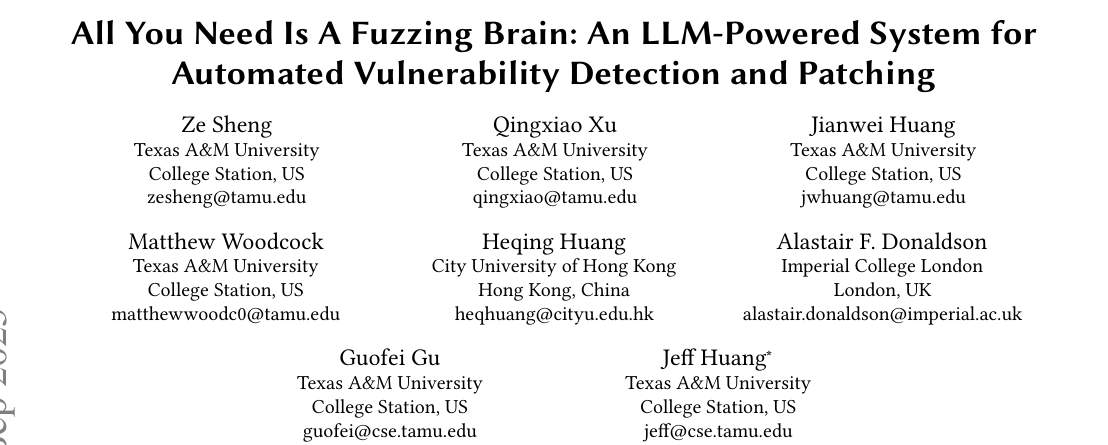 All You Need Is A Fuzzing Brain: An LLM-Powered System for
Automated Vulnerability Detection and Patching
Ze Sheng
Texas A&M University
College Station, US
zesheng@tamu.edu
Qingxiao Xu
Texas A&M University
College Station, US
qingxiao@tamu.edu
Jianwei Huang
Texas A&M University
College Station, US
jwhuang@tamu.edu
Matthew Woodcock
Texas A&M University
College Station, US
matthewwoodc0@tamu.edu
Heqing Huang
City University of Hong Kong
Hong Kong, China
heqhuang@cityu.edu.hk
Alastair F. Donaldson
Imperial College London
London, UK
alastair.donaldson@imperial.ac.uk
Guofei Gu
Texas A&M University
College Station, US
guofei@cse.tamu.edu
Jeff Huang*
Texas A&M University
College Station, US
jeff@cse.tamu.edu